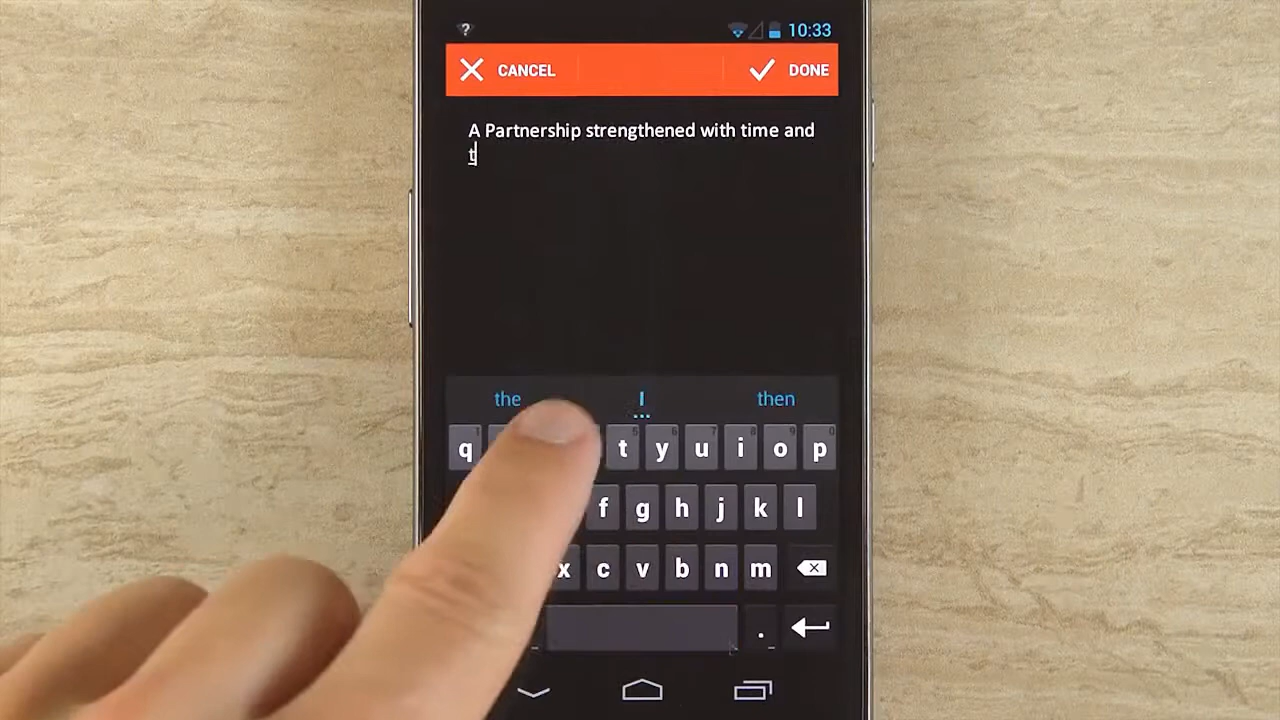 ?
10:33
CANCEL
DONE
A Partnership strengthened with time and
t
the
I
...
then
q t y u i o p
f g h j k l
x c v b n m
.